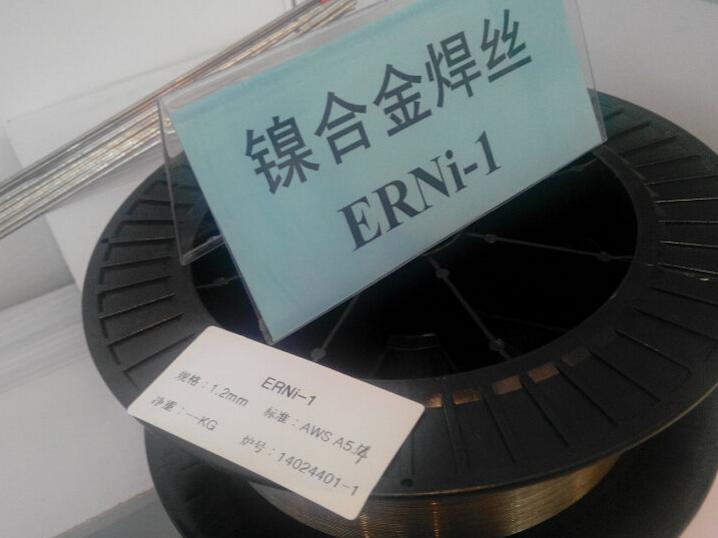 镍合金焊丝
ERNi-1
ERNi-1
规格：1.2mm
标准：AWS A5.14
净重：--KG
炉号：14024401-1